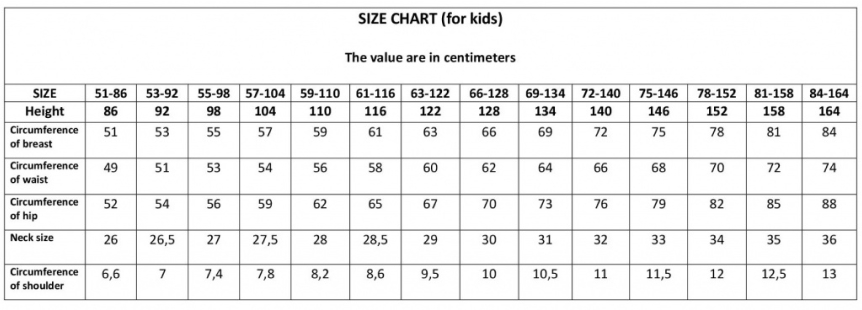 SIZE CHART (for kids)
The value are in centimeters
SIZE 51-86 53-92 55-98 57-104 59-110 61-116 63-122 66-128 69-134 72-140 75-146 78-152 81-158 84-164
Height 86 92 98 104 110 116 122 128 134 140 146 152 158 164
Circumference
of breast 51 53 55 57 59 61 63 66 69 72 75 78 81 84
Circumference
of waist 49 51 53 54 56 58 60 62 64 66 68 70 72 74
Circumference
of hip 52 54 56 59 62 65 67 70 73 76 79 82 85 88
Neck size 26 26,5 27 27,5 28 28,5 29 30 31 32 33 34 35 36
Circumference
of shoulder 6,6 7 7,4 7,8 8,2 8,6 9,5 10 10,5 11 11,5 12 12,5 13